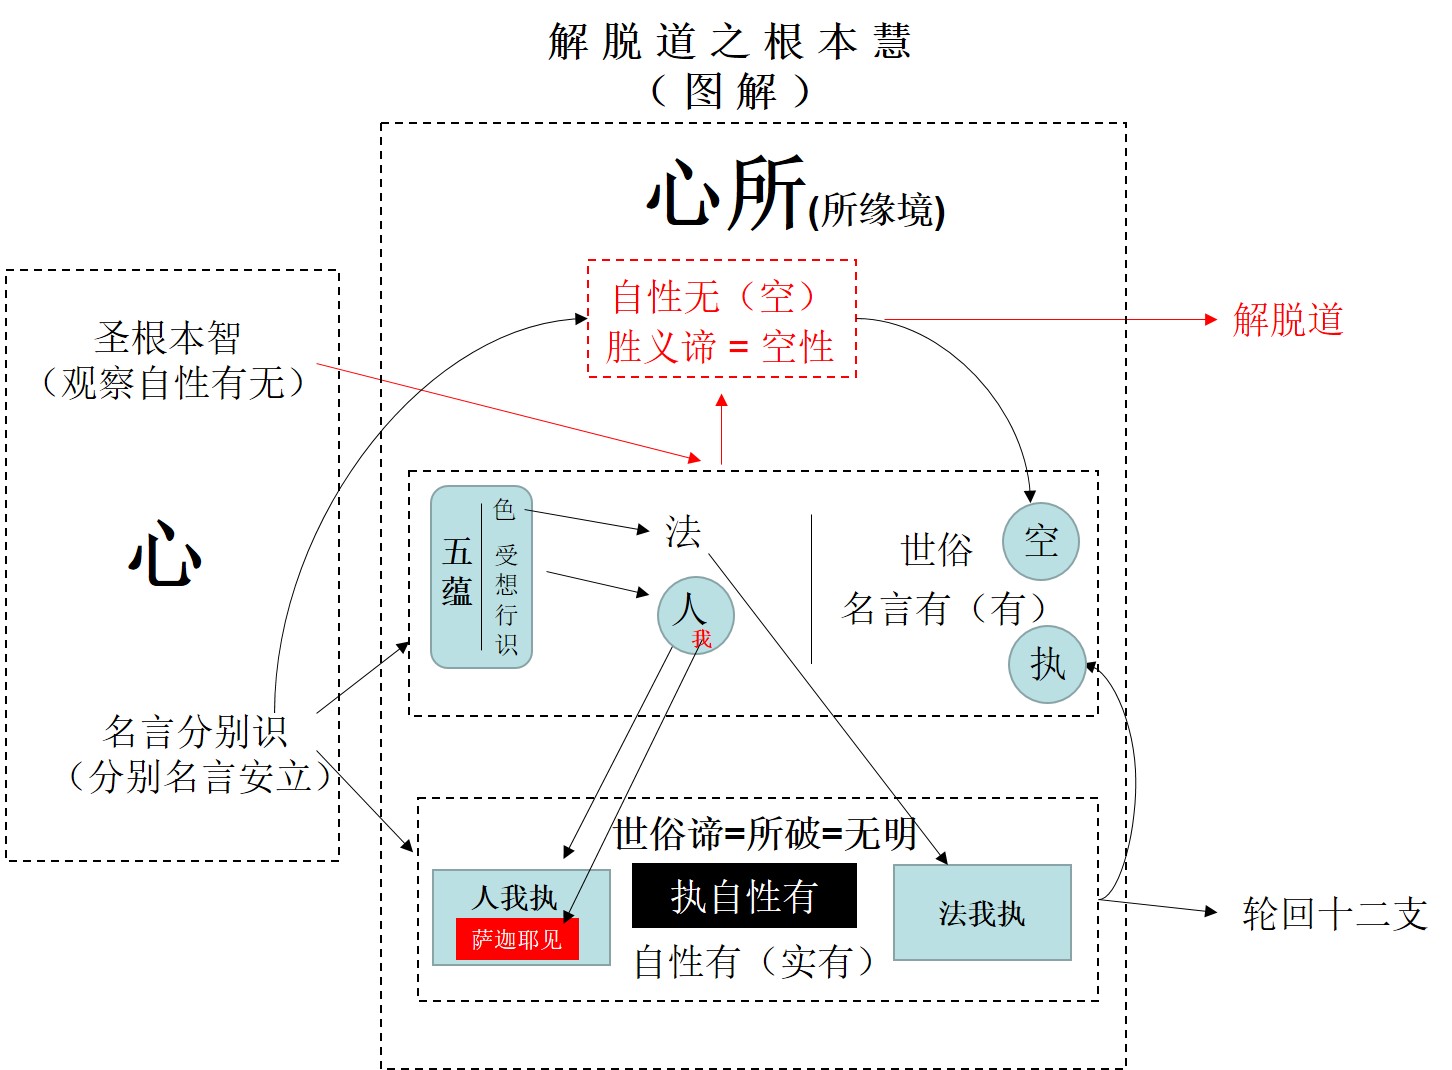 解脱道之根本慧
（图解）
心所(所缘境)
自性无（空）
胜义谛 = 空性
解脱道
圣根本智
（观察自性有无）
心
名言分别识
（分别名言安立）
五蕴
色
受
想
行
识
法
人
我
世俗
名言有（有）
空
执
世俗谛=所破=无明
人我执
萨迦耶见
执自性有
自性有（实有）
法我执
轮回十二支